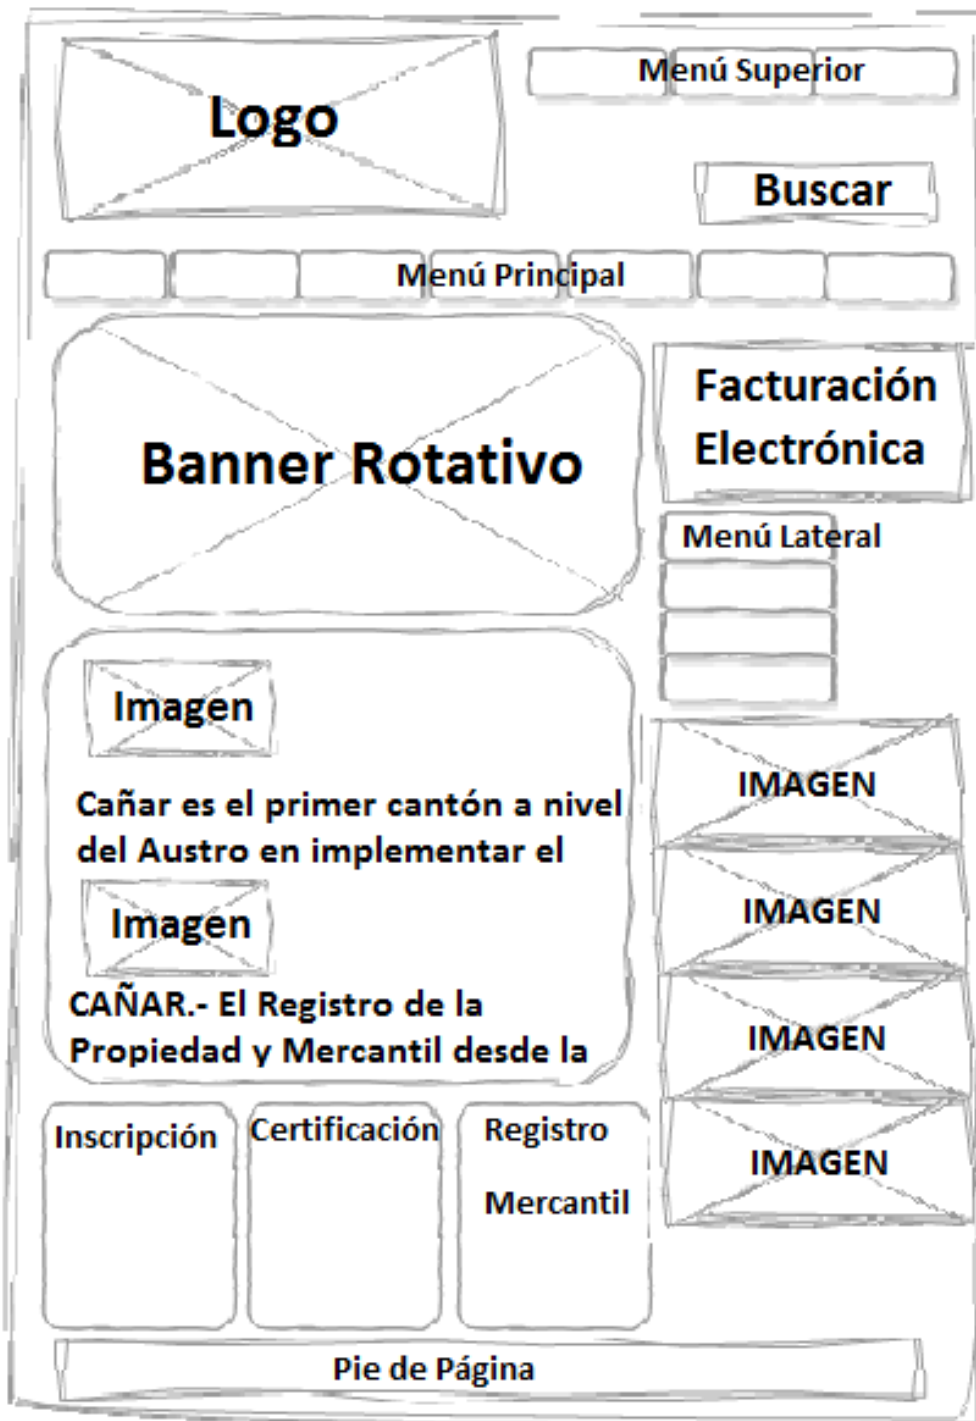 Logo
Menú Superior
Buscar
Menú Principal
Banner Rotativo
Facturación
Electrónica
Menú Lateral
Imagen
Cañar es el primer cantón a nivel
del Austro en implementar el
Imagen
CAÑAR.- El Registro de la
Propiedad y Mercantil desde la
IMAGEN
IMAGEN
IMAGEN
IMAGEN
Inscripción
Certificación
Registro
Mercantil
Pie de Página